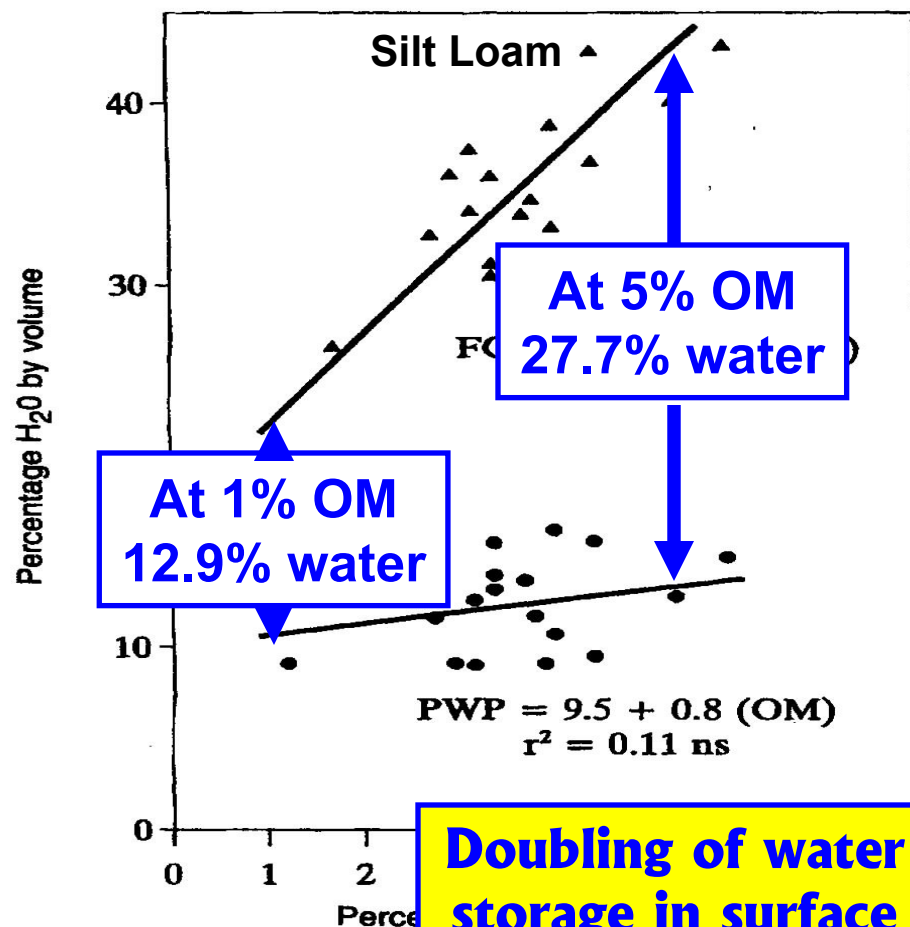 Silt Loam
40
30
At 5% OM
27.7% water
At 1% OM
12.9% water
Percentage H₂0 by volume
10
PWP = 9.5 + 0.8 (OM)
r² = 0.11 ns
0
0 1 2
Doubling of water
storage in surface